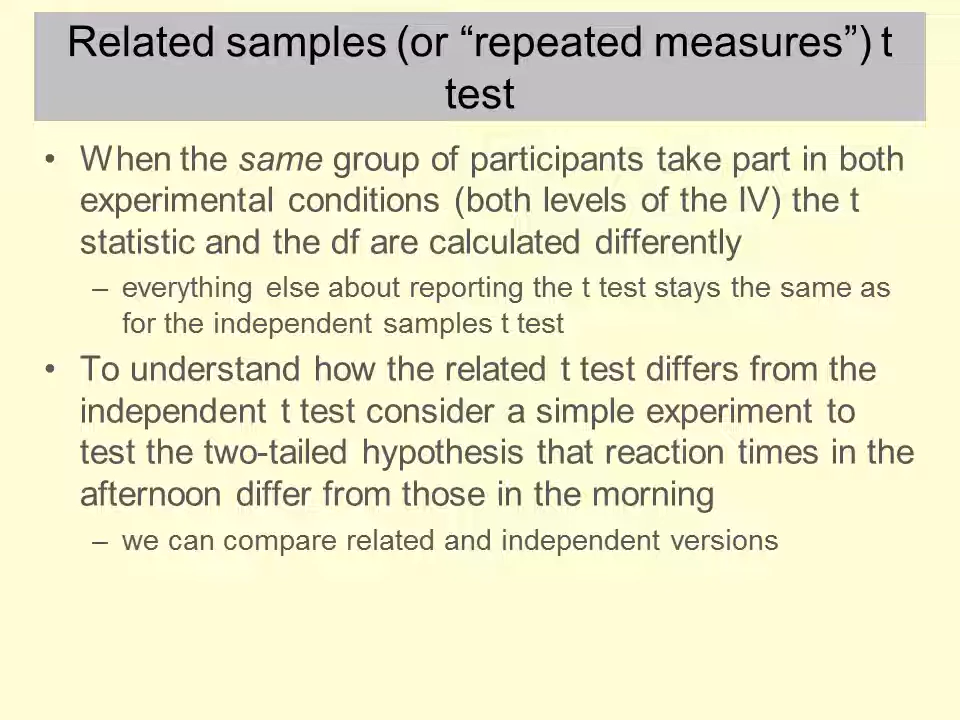 Related samples (or “repeated measures”) t
test
• When the same group of participants take part in both
experimental conditions (both levels of the IV) the t
statistic and the df are calculated differently
– everything else about reporting the t test stays the same as
for the independent samples t test
• To understand how the related t test differs from the
independent t test consider a simple experiment to
test the two-tailed hypothesis that reaction times in the
afternoon differ from those in the morning
– we can compare related and independent versions